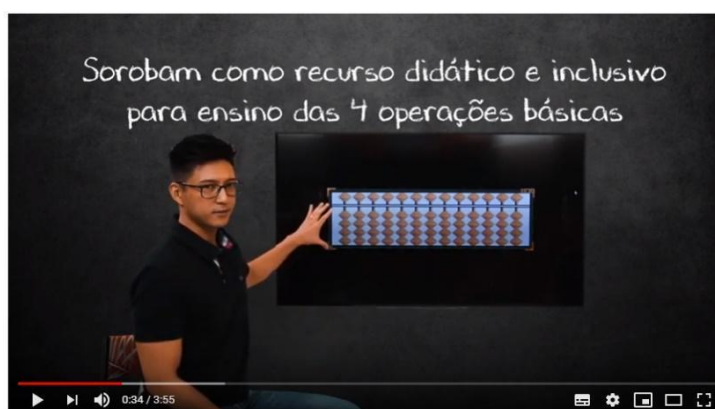 Sorobam como recurso didático e inclusivo
para ensino das 4 operações básicas
0:34 / 3:55